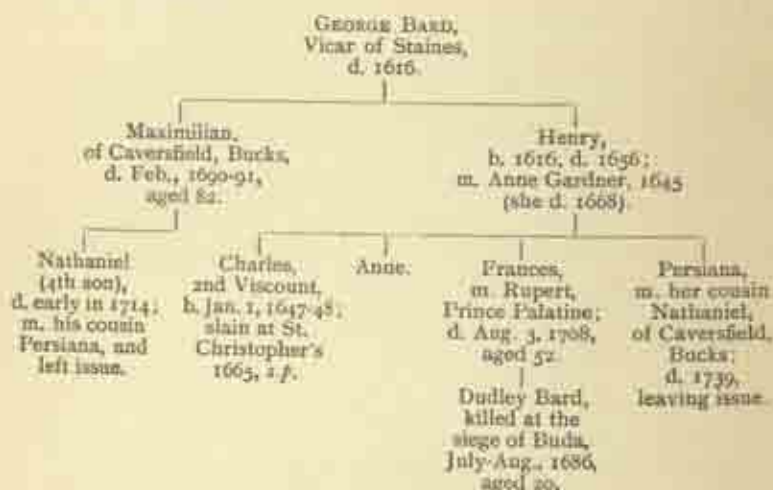 GEORGE BARD,
Vicar of Staines,
d. 1616.
Maximilian,
of Caversfield, Bucks,
d. Feb., 1690-91,
aged 82.
Henry,
b. 1616, d. 1656;
m. Anne Gardner, 1645
(she d. 1668).
Nathaniel
(4th son),
d. early in 1714;
m. his cousin
Persiana, and
left issue.
Charles,
2nd Viscount,
b. Jan. 1, 1647-48;
slain at St.
Christopher's
1665, s.p.
Anne.
Frances,
m. Rupert,
Prince Palatine;
d. Aug. 3, 1708,
aged 52.
Dudley Bard,
killed at the
siege of Buda,
July-Aug., 1686,
aged 20.
Persiana,
m. her cousin
Nathaniel,
of Caversfield,
Bucks;
d. 1739,
leaving issue